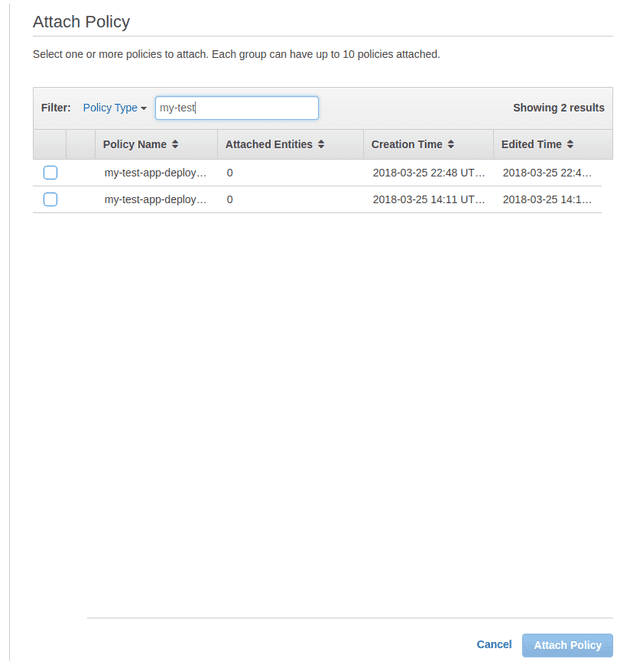 Attach Policy
Select one or more policies to attach. Each group can have up to 10 policies attached.
Filter: Policy Type my-test Showing 2 results
Policy Name Attached Entities Creation Time Edited Time
my-test-app-deploy… 0 2018-03-25 22:48 UT… 2018-03-25 22:4…
my-test-app-deploy… 0 2018-03-25 14:11 UT… 2018-03-25 14:1…
Cancel Attach Policy